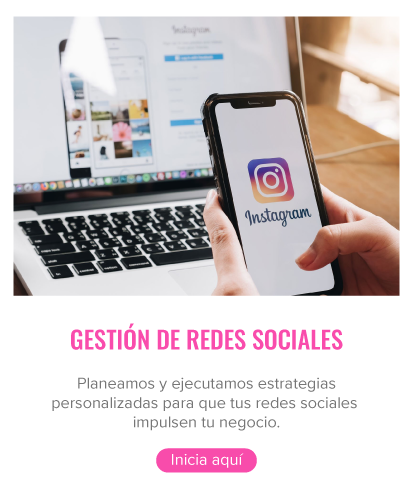 Instagram
Instagram
GESTIÓN DE REDES SOCIALES
Planeamos y ejecutamos estrategias
personalizadas para que tus redes sociales
impulsen tu negocio.
Inicia aquí